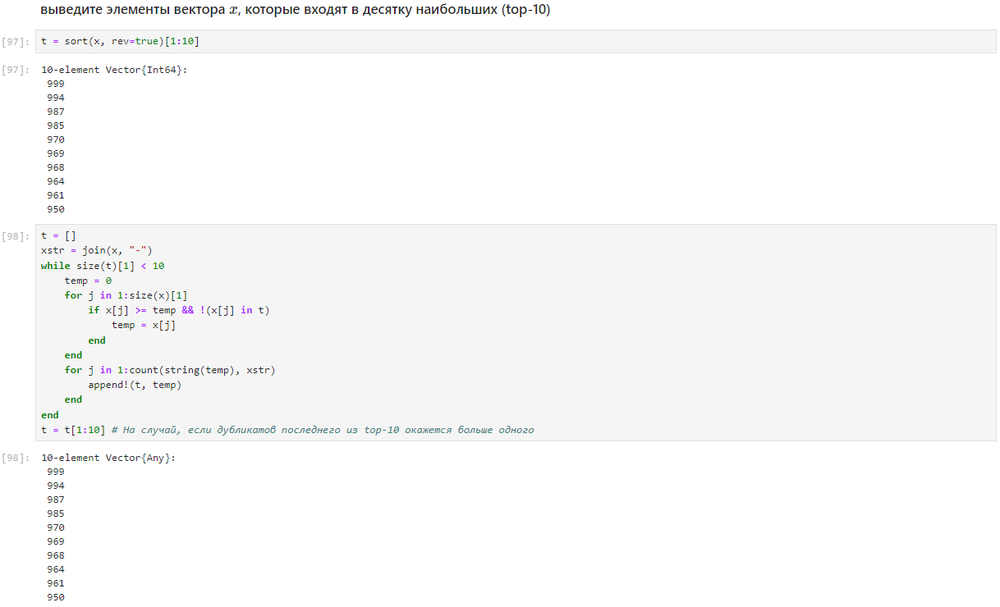 выведите элементы вектора x, которые входят в десятку наибольших (top-10)
[97]: t = sort(x, rev=true)[1:10]
[97]: 10-element Vector{Int64}:
 999
 994
 987
 985
 970
 969
 968
 964
 961
 950
[98]: t = []
xstr = join(x, "-")
while size(t)[1] < 10
    temp = 0
    for j in 1:size(x)[1]
        if x[j] >= temp && !(x[j] in t)
            temp = x[j]
        end
    end
    for j in 1:count(string(temp), xstr)
        append!(t, temp)
    end
end
t = t[1:10] # На случай, если дубликатов последнего из top-10 окажется больше одного
[98]: 10-element Vector{Any}:
 999
 994
 987
 985
 970
 969
 968
 964
 961
 950